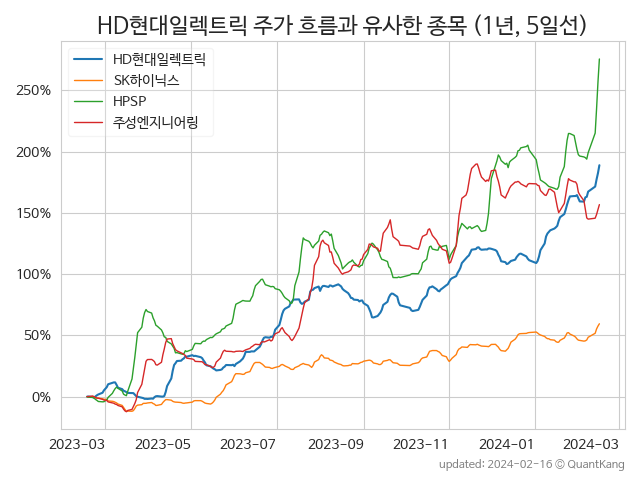 HD현대일렉트릭 주가 흐름과 유사한 종목 (1년, 5일선)
HD현대일렉트릭
SK하이닉스
HPSP
주성엔지니어링
250%
200%
150%
100%
50%
0%
2023-03 2023-05 2023-07 2023-09 2023-11 2024-01 2024-03
updated: 2024-02-16 © QuantKang